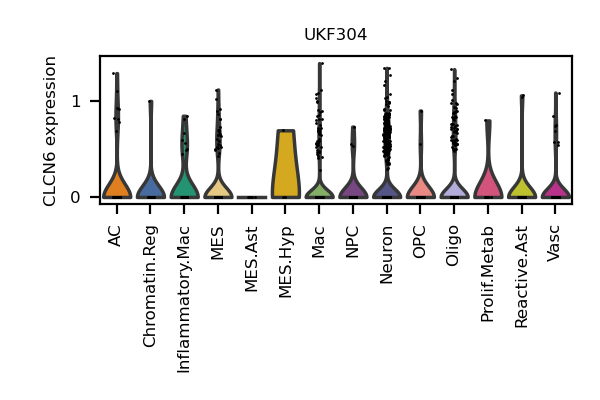 UKF304
CLCN6 expression
1
0
AC
Chromatin.Reg
Inflammatory.Mac
MES
MES.Ast
MES.Hyp
Mac
NPC
Neuron
OPC
Oligo
Prolif.Metab
Reactive.Ast
Vasc